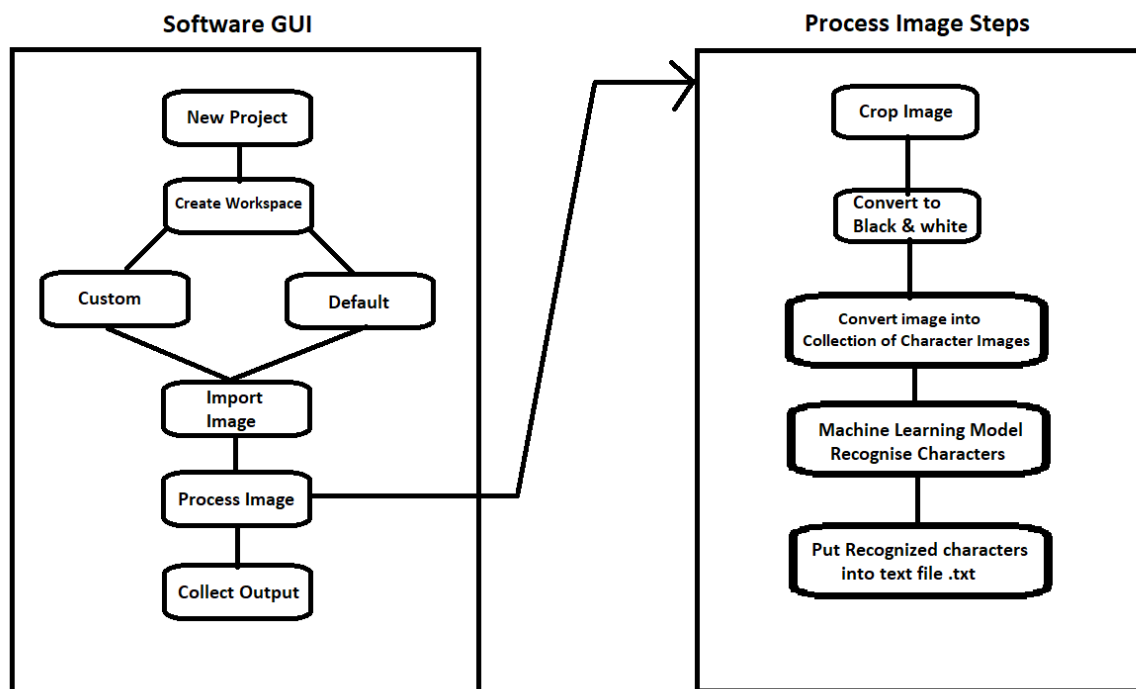 Software GUI
New Project
Create Workspace
Custom
Default
Import
Image
Process Image
Collect Output
Process Image Steps
Crop Image
Convert to
Black & white
Convert image into
Collection of Character Images
Machine Learning Model
Recognise Characters
Put Recognized characters
into text file .txt